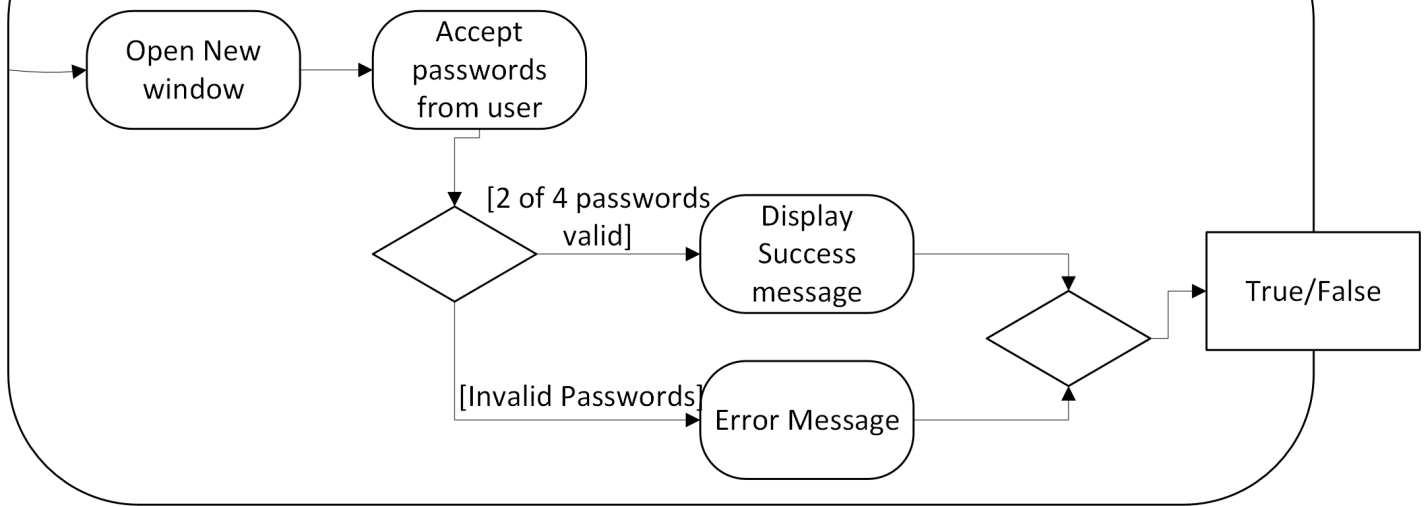 Open New
window
Accept
passwords
from user
[2 of 4 passwords
valid]
Display
Success
message
True/False
[Invalid Passwords]
Error Message